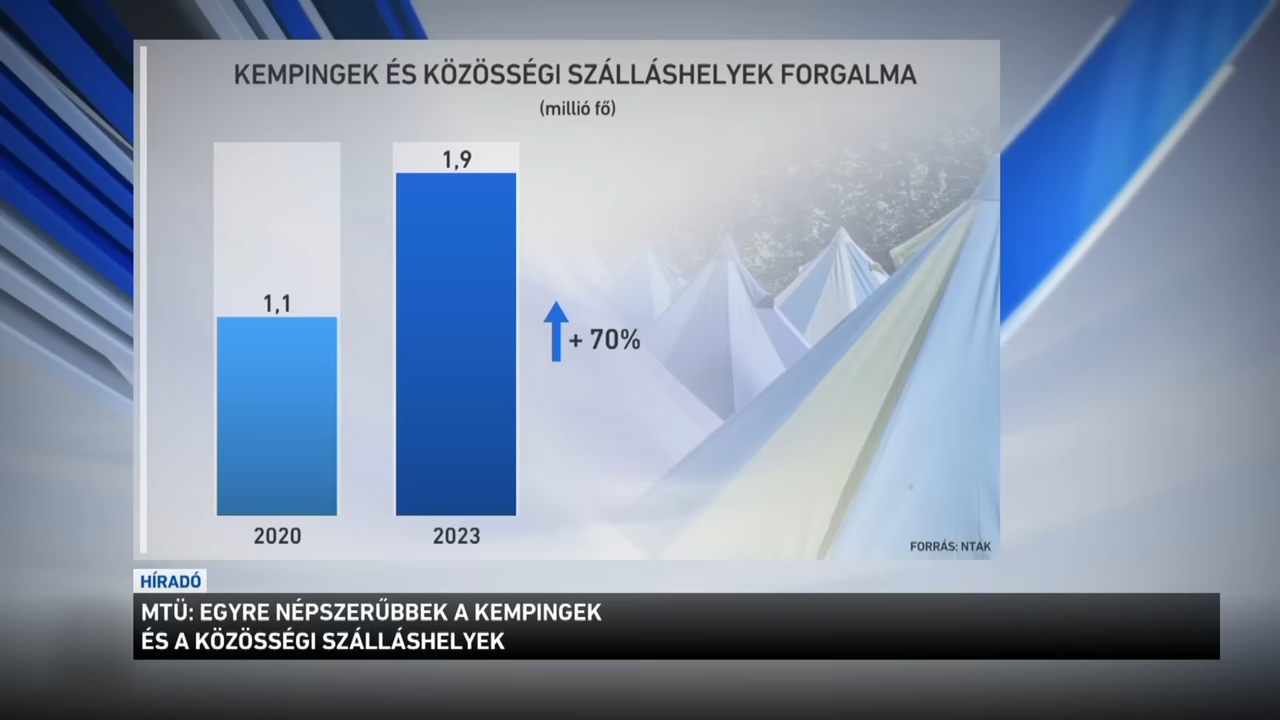 KEMPINGEK ÉS KÖZÖSSÉGI SZÁLLÁSHELYEK FORGALMA
(millió fő)
1,1
1,9
+ 70%
2020
2023
FORRÁS: NTAK
HÍRADÓ
MTÜ: EGYRE NÉPSZERŰBBEK A KEMPINGEK
ÉS A KÖZÖSSÉGI SZÁLLÁSHELYEK